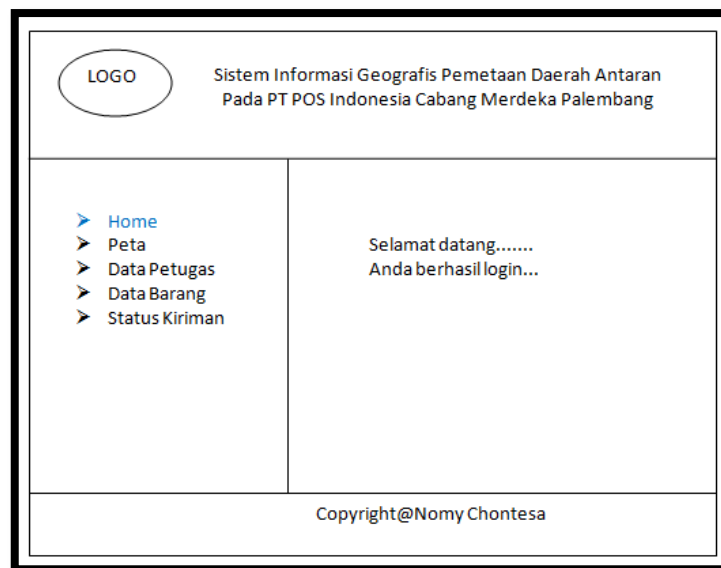 LOGO
Sistem Informasi Geografis Pemetaan Daerah Antaran
Pada PT POS Indonesia Cabang Merdeka Palembang
Home
Peta
Data Petugas
Data Barang
Status Kiriman
Selamat datang.......
Anda berhasil login...
Copyright@Nomy Chontesa